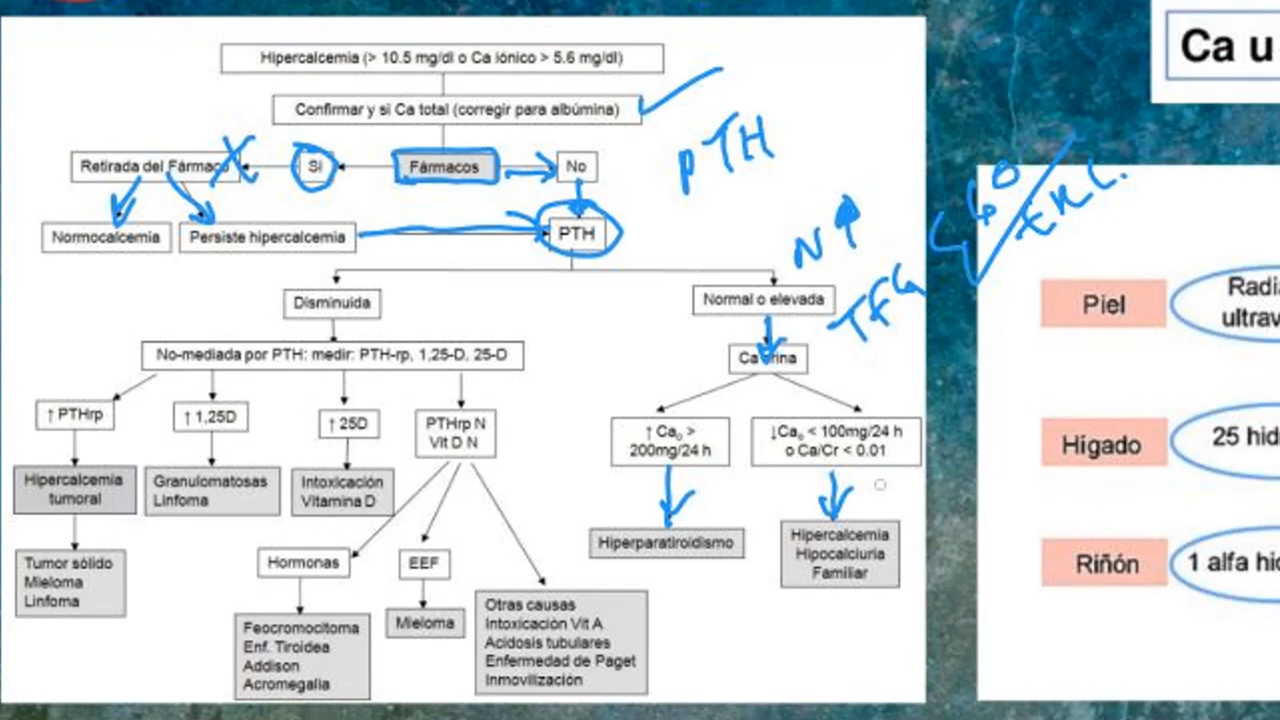 Hipercalcemia (> 10.5 mg/dl o Ca iónico > 5.6 mg/dl)
Confirmar y si Ca total (corregir para albúmina)
Retirada del Fármaco
Si
Fármacos
No
PTH
Normocalcemia
Persiste hipercalcemia
PTH
N ↑
TFG
< 60
ERC.
Disminuida
Normal o elevada
No-mediada por PTH: medir: PTH-rp, 1,25-D, 25-D
Ca orina
↑ PTHrp
↑ 1,25D
↑ 25D
PTHrp N
Vit D N
↑ Ca₀ >
200mg/24 h
↓Ca₀ < 100mg/24 h
o Ca/Cr < 0.01
Hipercalcemia
tumoral
Granulomatosas
Linfoma
Intoxicación
Vitamina D
Hiperparatiroidismo
Hipercalcemia
Hipocalciuria
Familiar
Tumor sólido
Mieloma
Linfoma
Hormonas
EEF
Feocromocitoma
Enf. Tiroidea
Addison
Acromegalia
Mieloma
Otras causas
Intoxicación Vit A
Acidosis tubulares
Enfermedad de Paget
Inmovilización
Ca u
Piel
Radia
ultrav
Hígado
25 hid
Riñón
1 alfa hid